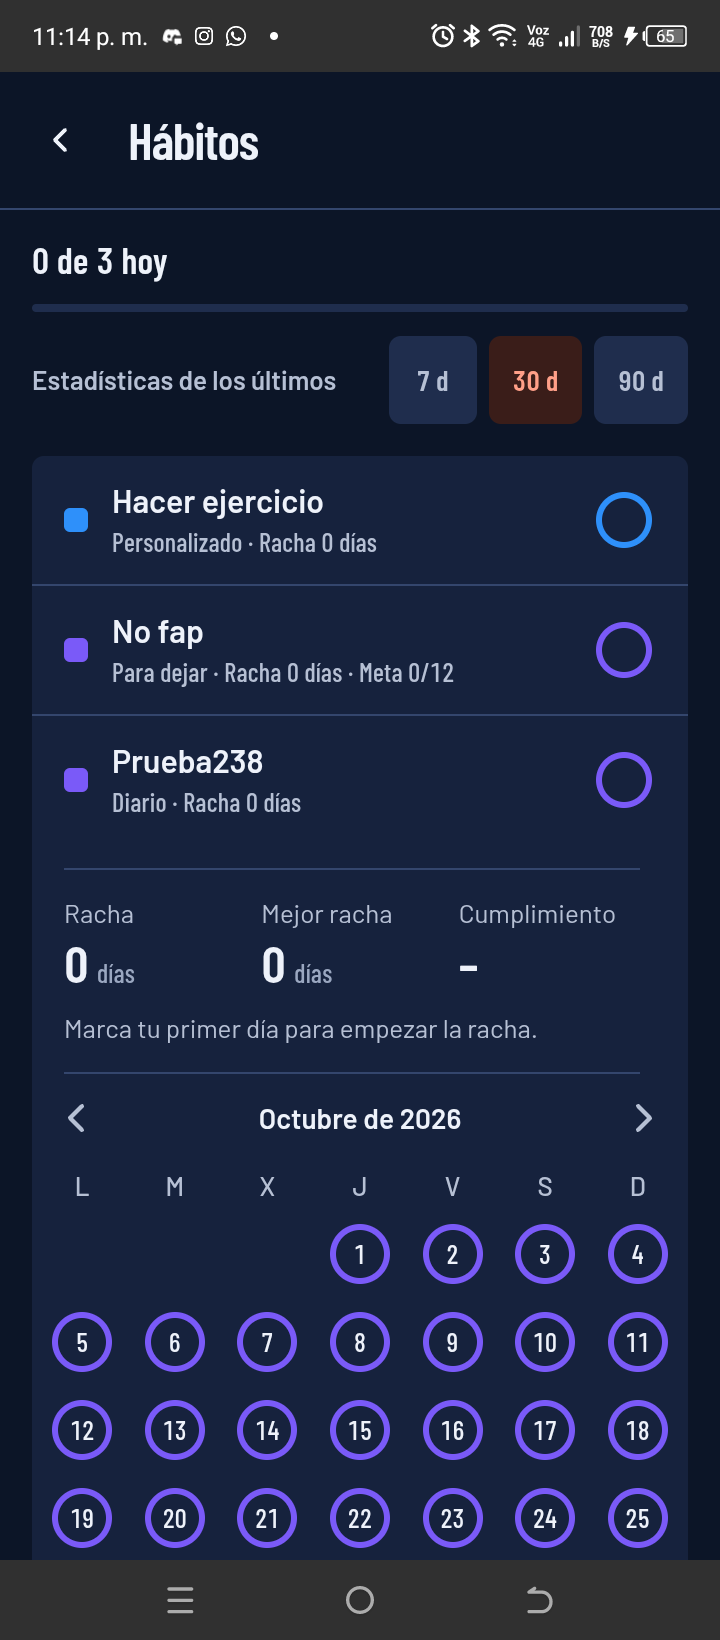 11:14 p. m. Voz 4G 708 B/S 65
Hábitos
0 de 3 hoy
Estadísticas de los últimos 7 d 30 d 90 d
Hacer ejercicio
Personalizado · Racha 0 días
No fap
Para dejar · Racha 0 días · Meta 0/12
Prueba238
Diario · Racha 0 días
Racha Mejor racha Cumplimiento
0 días 0 días –
Marca tu primer día para empezar la racha.
Octubre de 2026
L M X J V S D
1 2 3 4
5 6 7 8 9 10 11
12 13 14 15 16 17 18
19 20 21 22 23 24 25